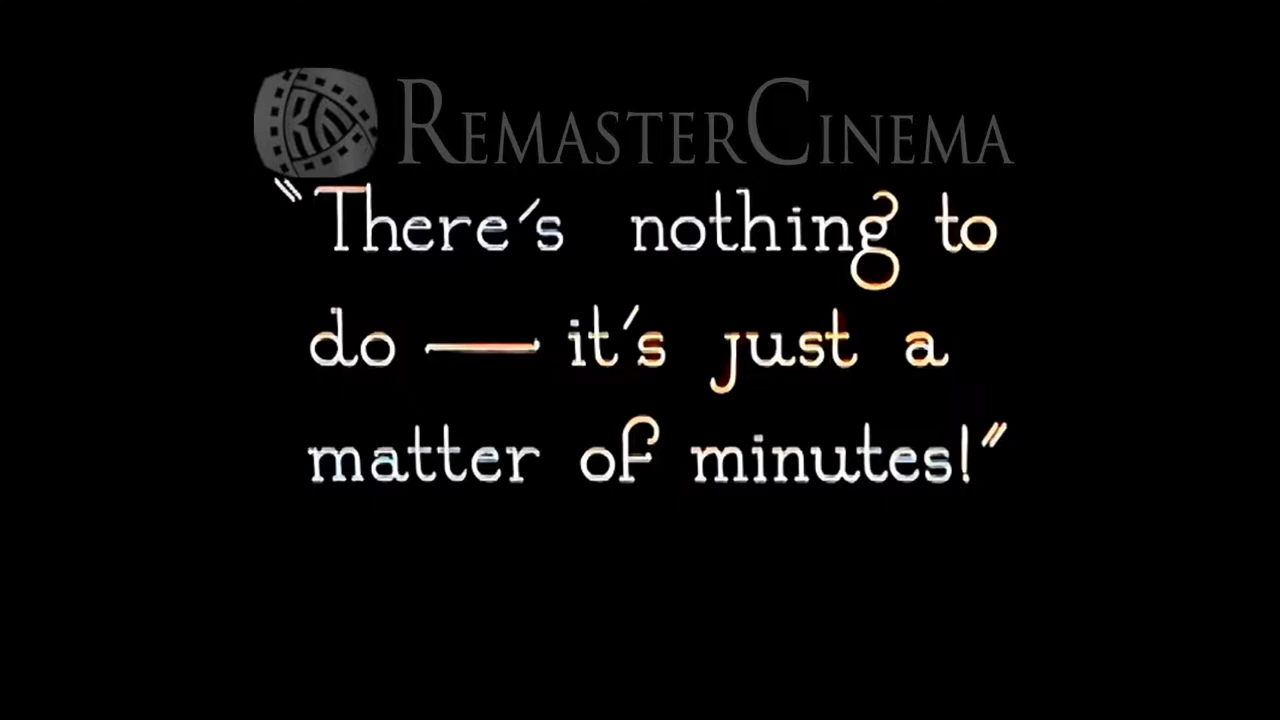 REMASTERCINEMA
"There's nothing to
do — it's just a
matter of minutes!"